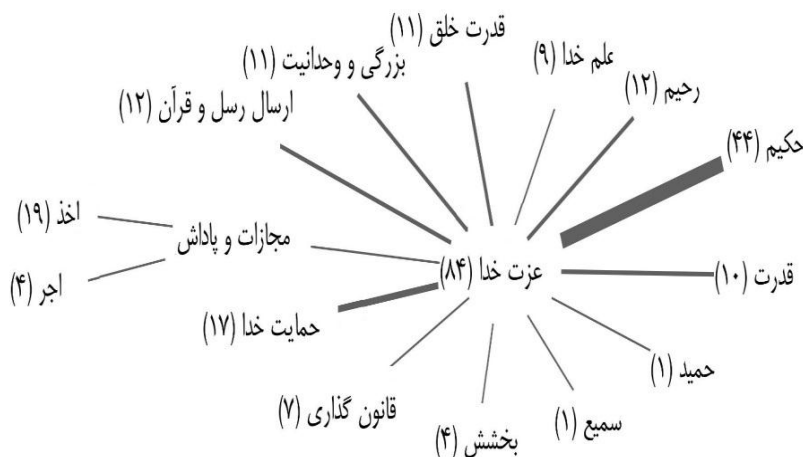 قدرت خلق (۱۱)
علم خدا (۹)
بزرگی و وحدانیت (۱۱)
رحیم (۱۲)
ارسال رسل و قرآن (۱۲)
حکیم (۴۴)
اخذ (۱۹)
مجازات و پاداش
عزت خدا (۸۴)
قدرت (۱۰)
اجر (۴)
حمایت خدا (۱۷)
حمید (۱)
قانون گذاری (۷)
سمیع (۱)
بخشش (۴)